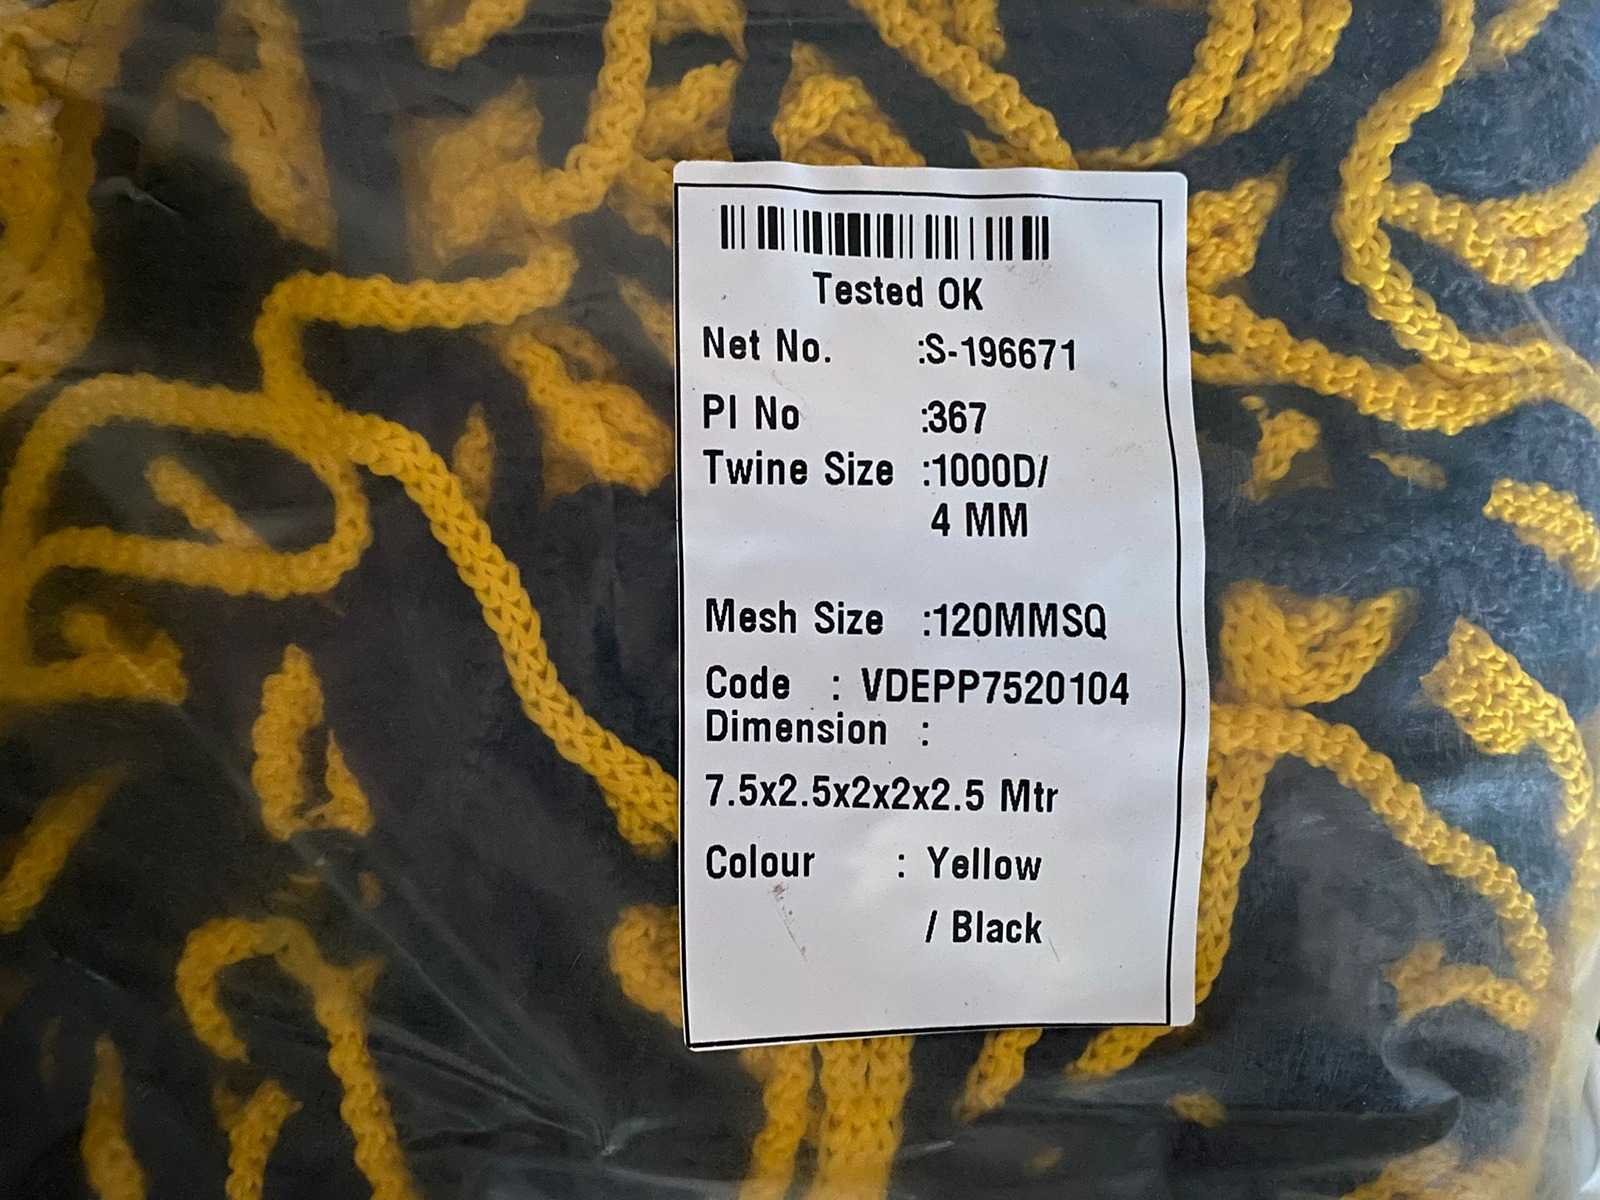 Tested OK
Net No. :S-196671
PI No :367
Twine Size :1000D/
4 MM
Mesh Size :120MMSQ
Code : VDEPP7520104
Dimension :
7.5x2.5x2x2x2.5 Mtr
Colour : Yellow
/ Black